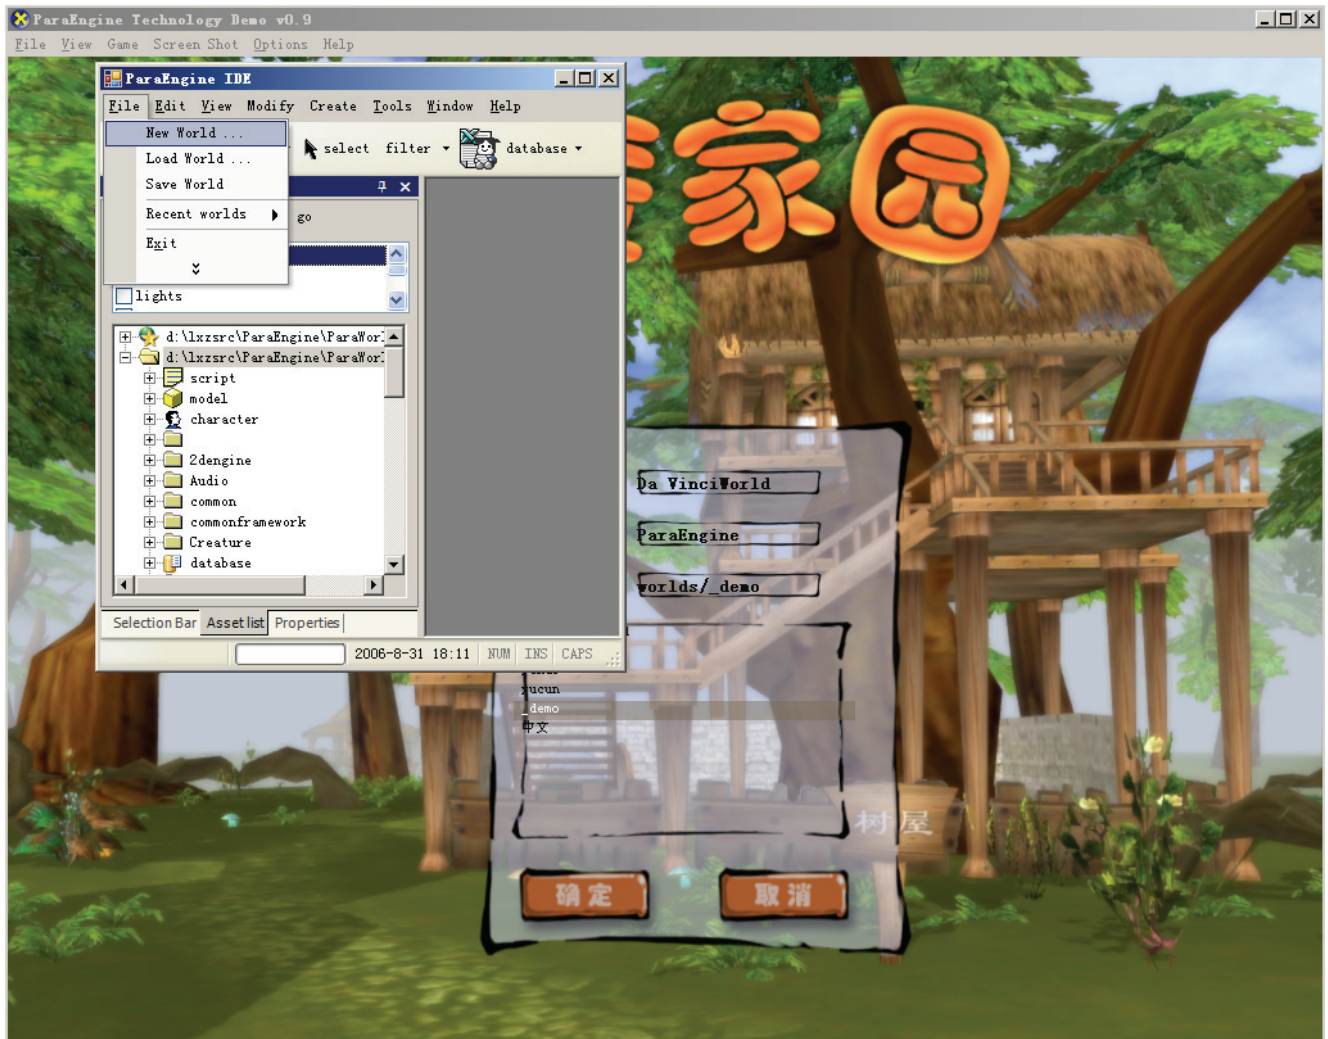 ParaEngine Technology Demo v0.9
File View Game Screen Shot Options Help
ParaEngine IDE
File Edit View Modify Create Tools Window Help
New World ...
Load World ...
Save World
Recent worlds
Exit
select filter database
go
lights
d:\lxzsrc\ParaEngine\ParaWor
d:\lxzsrc\ParaEngine\ParaWor
script
model
character
2dengine
Audio
common
commonframework
Creature
database
Selection Bar Asset list Properties
2006-8-31 18:11 NUM INS CAPS
家园
Da VinciWorld
ParaEngine
worlds/_demo
yucun
_demo
中文
树屋
确定 取消